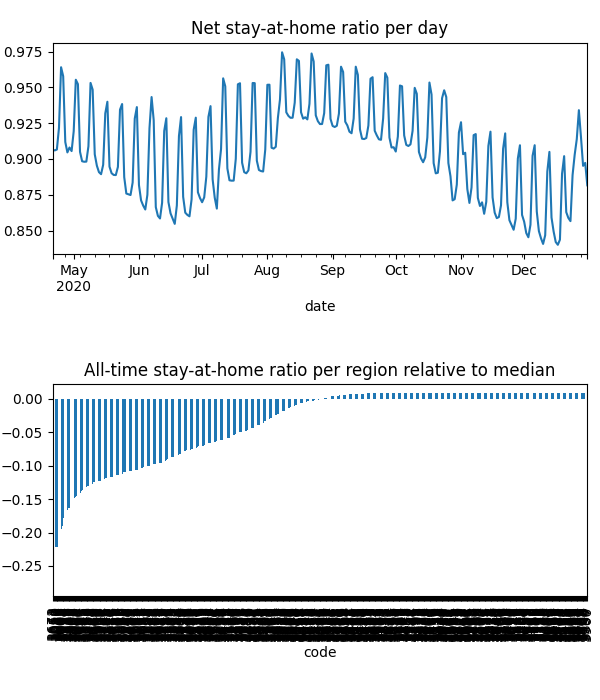 Net stay-at-home ratio per day
0.975
0.950
0.925
0.900
0.875
0.850
May Jun Jul Aug Sep Oct Nov Dec
2020
date
All-time stay-at-home ratio per region relative to median
0.00
−0.05
−0.10
−0.15
−0.20
−0.25
code